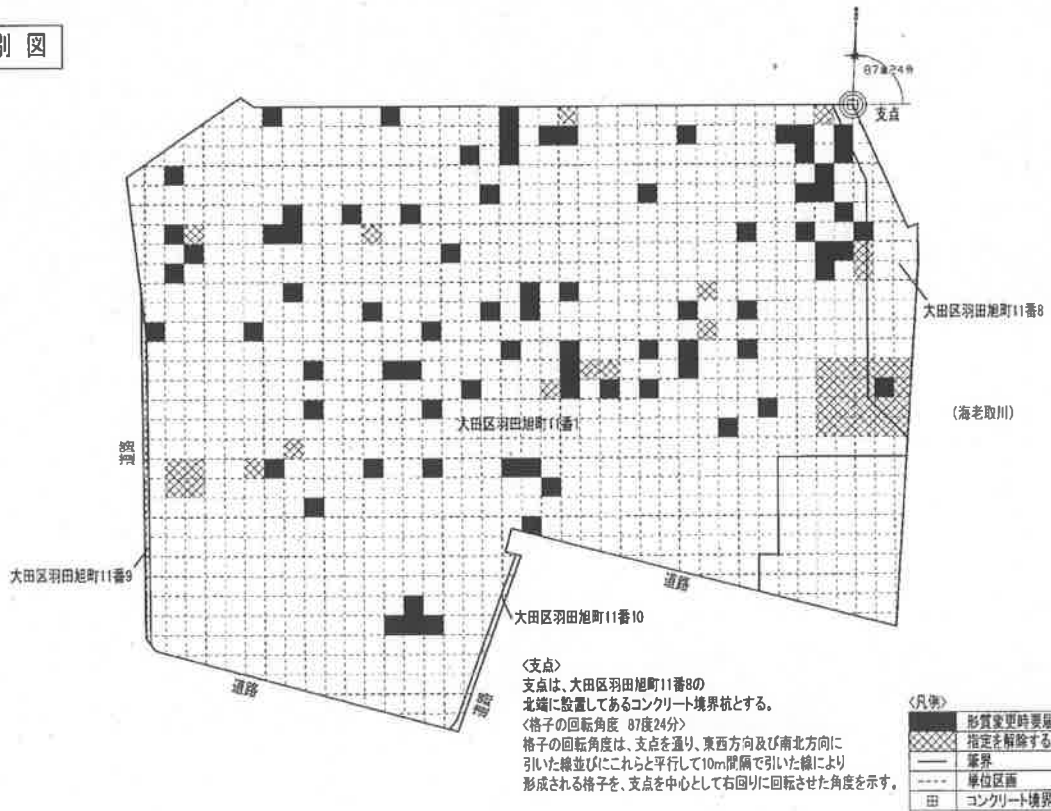 別 図
87度24分
支点
大田区羽田旭町11番8
(海老取川)
大田区羽田旭町11番1
道路
大田区羽田旭町11番9
道路
大田区羽田旭町11番10
道路
道路
〈支点〉
支点は、大田区羽田旭町11番8の
北端に設置してあるコンクリート境界杭とする。
〈格子の回転角度 87度24分〉
格子の回転角度は、支点を通り、東西方向及び南北方向に
引いた線並びにこれらと平行して10m間隔で引いた線により
形成される格子を、支点を中心として右回りに回転させた角度を示す。
〈凡例〉
形質変更時要届
指定を解除する
筆界
単位区画
コンクリート境界